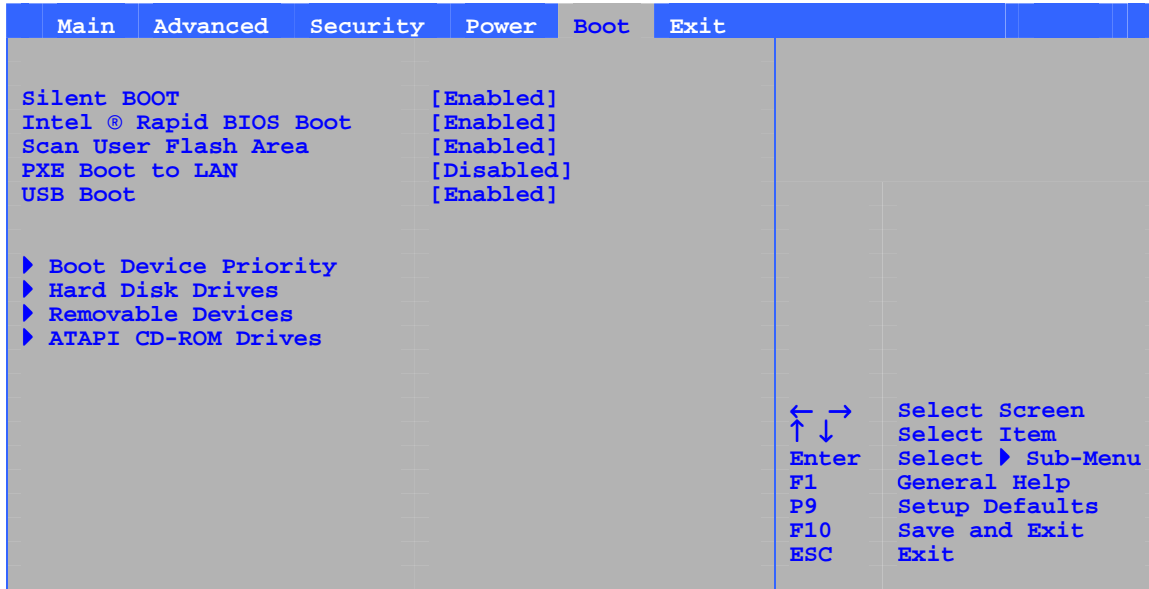 Main Advanced Security Power Boot Exit
Silent BOOT [Enabled]
Intel ® Rapid BIOS Boot [Enabled]
Scan User Flash Area [Enabled]
PXE Boot to LAN [Disabled]
USB Boot [Enabled]
Boot Device Priority
Hard Disk Drives
Removable Devices
ATAPI CD-ROM Drives
← → Select Screen
↑ ↓ Select Item
Enter Select ▶ Sub-Menu
F1 General Help
P9 Setup Defaults
F10 Save and Exit
ESC Exit